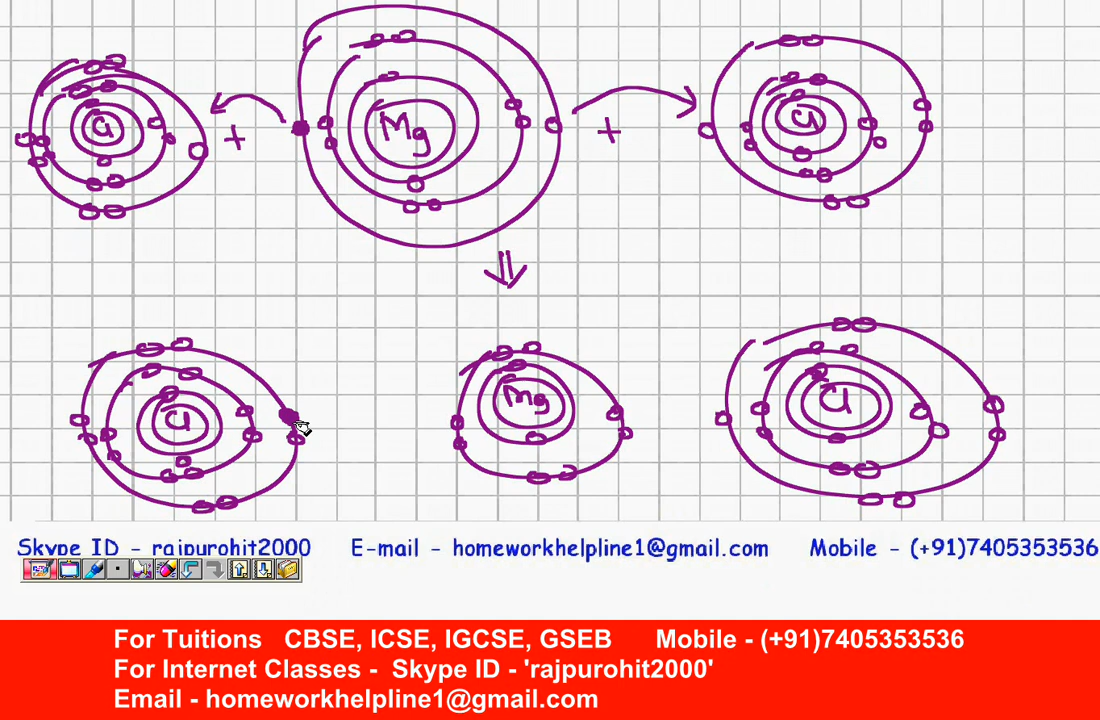 Cl + Mg + Cl
Cl Mg Cl
Skype ID - rajpurohit2000 E-mail - homeworkhelpline1@gmail.com Mobile - (+91)7405353536
For Tuitions CBSE, ICSE, IGCSE, GSEB Mobile - (+91)7405353536
For Internet Classes - Skype ID - 'rajpurohit2000'
Email - homeworkhelpline1@gmail.com